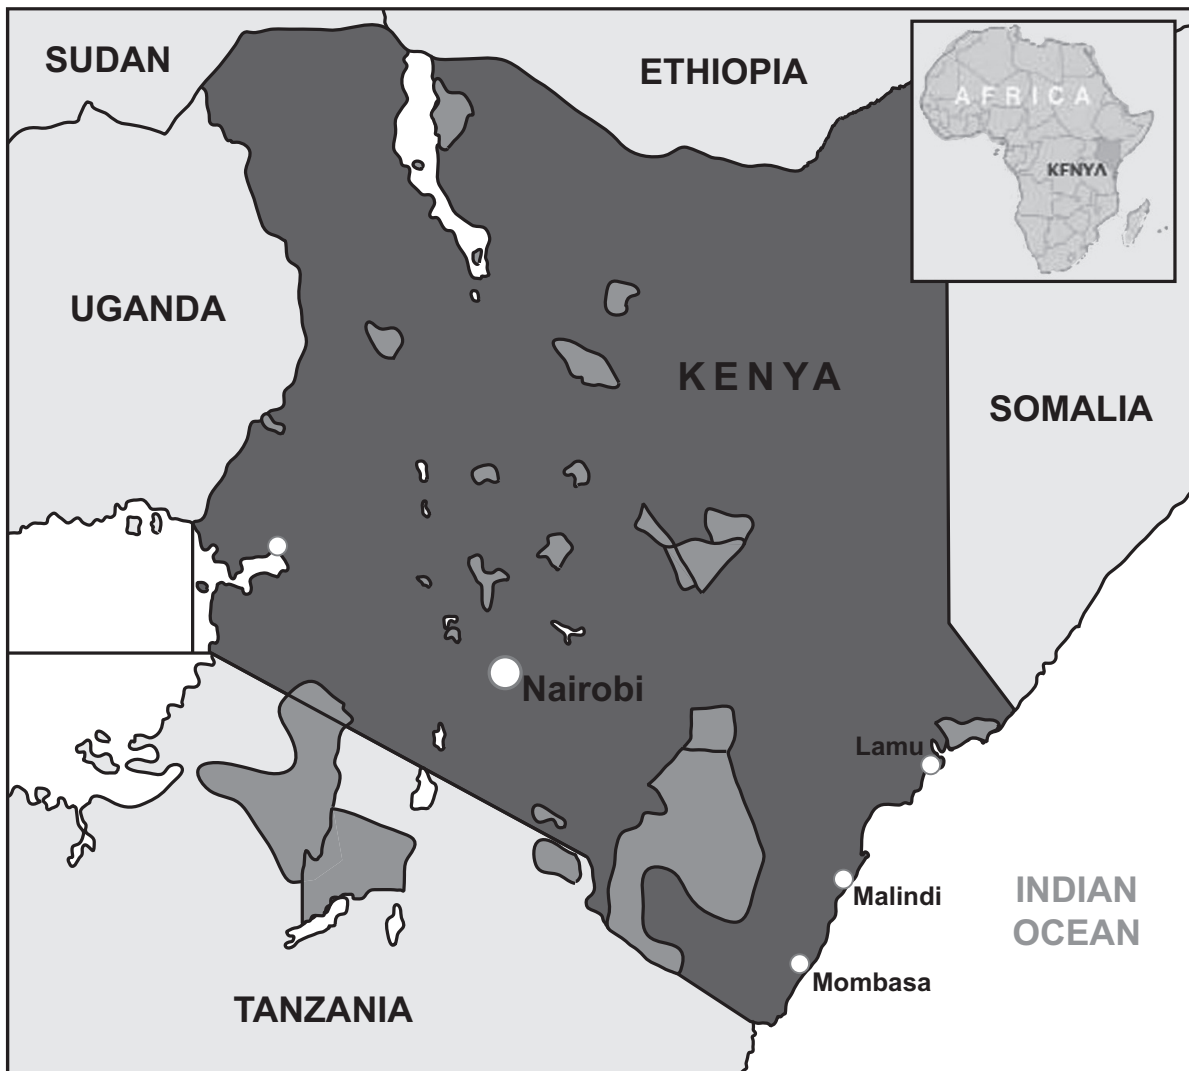 SUDAN
ETHIOPIA
AFRICA
KENYA
UGANDA
KENYA
SOMALIA
Nairobi
Lamu
Malindi
INDIAN
OCEAN
Mombasa
TANZANIA